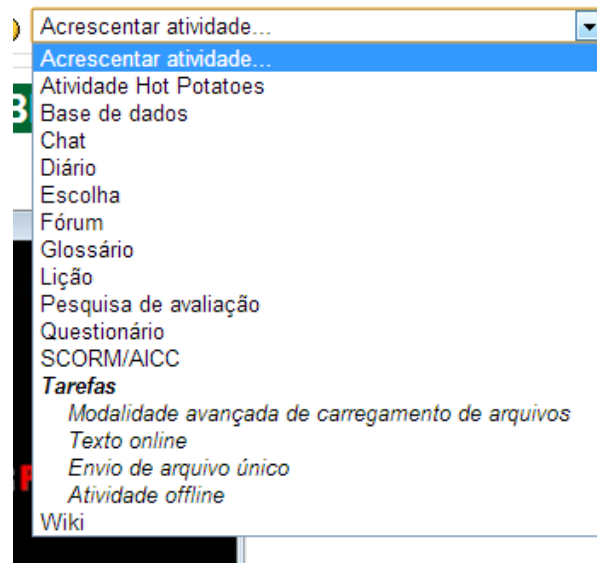 Acrescentar atividade...
Acrescentar atividade...
Atividade Hot Potatoes
Base de dados
Chat
Diário
Escolha
Fórum
Glossário
Lição
Pesquisa de avaliação
Questionário
SCORM/AICC
Tarefas
Modalidade avançada de carregamento de arquivos
Texto online
Envio de arquivo único
Atividade offline
Wiki